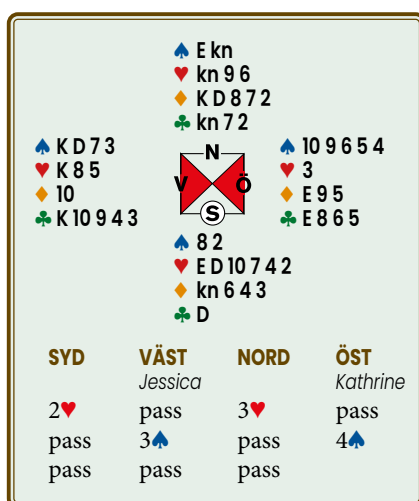 ♠ E kn
♥ kn 9 6
♦ K D 8 7 2
♣ kn 7 2
♠ K D 7 3
♥ K 8 5
♦ 10
♣ K 10 9 4 3
N
V Ö
S
♠ 10 9 6 5 4
♥ 3
♦ E 9 5
♣ E 8 6 5
♠ 8 2
♥ E D 10 7 4 2
♦ kn 6 4 3
♣ D
SYD VÄST NORD ÖST
Jessica Kathrine
2♥ pass 3♥ pass
pass 3♠ pass 4♠
pass pass pass